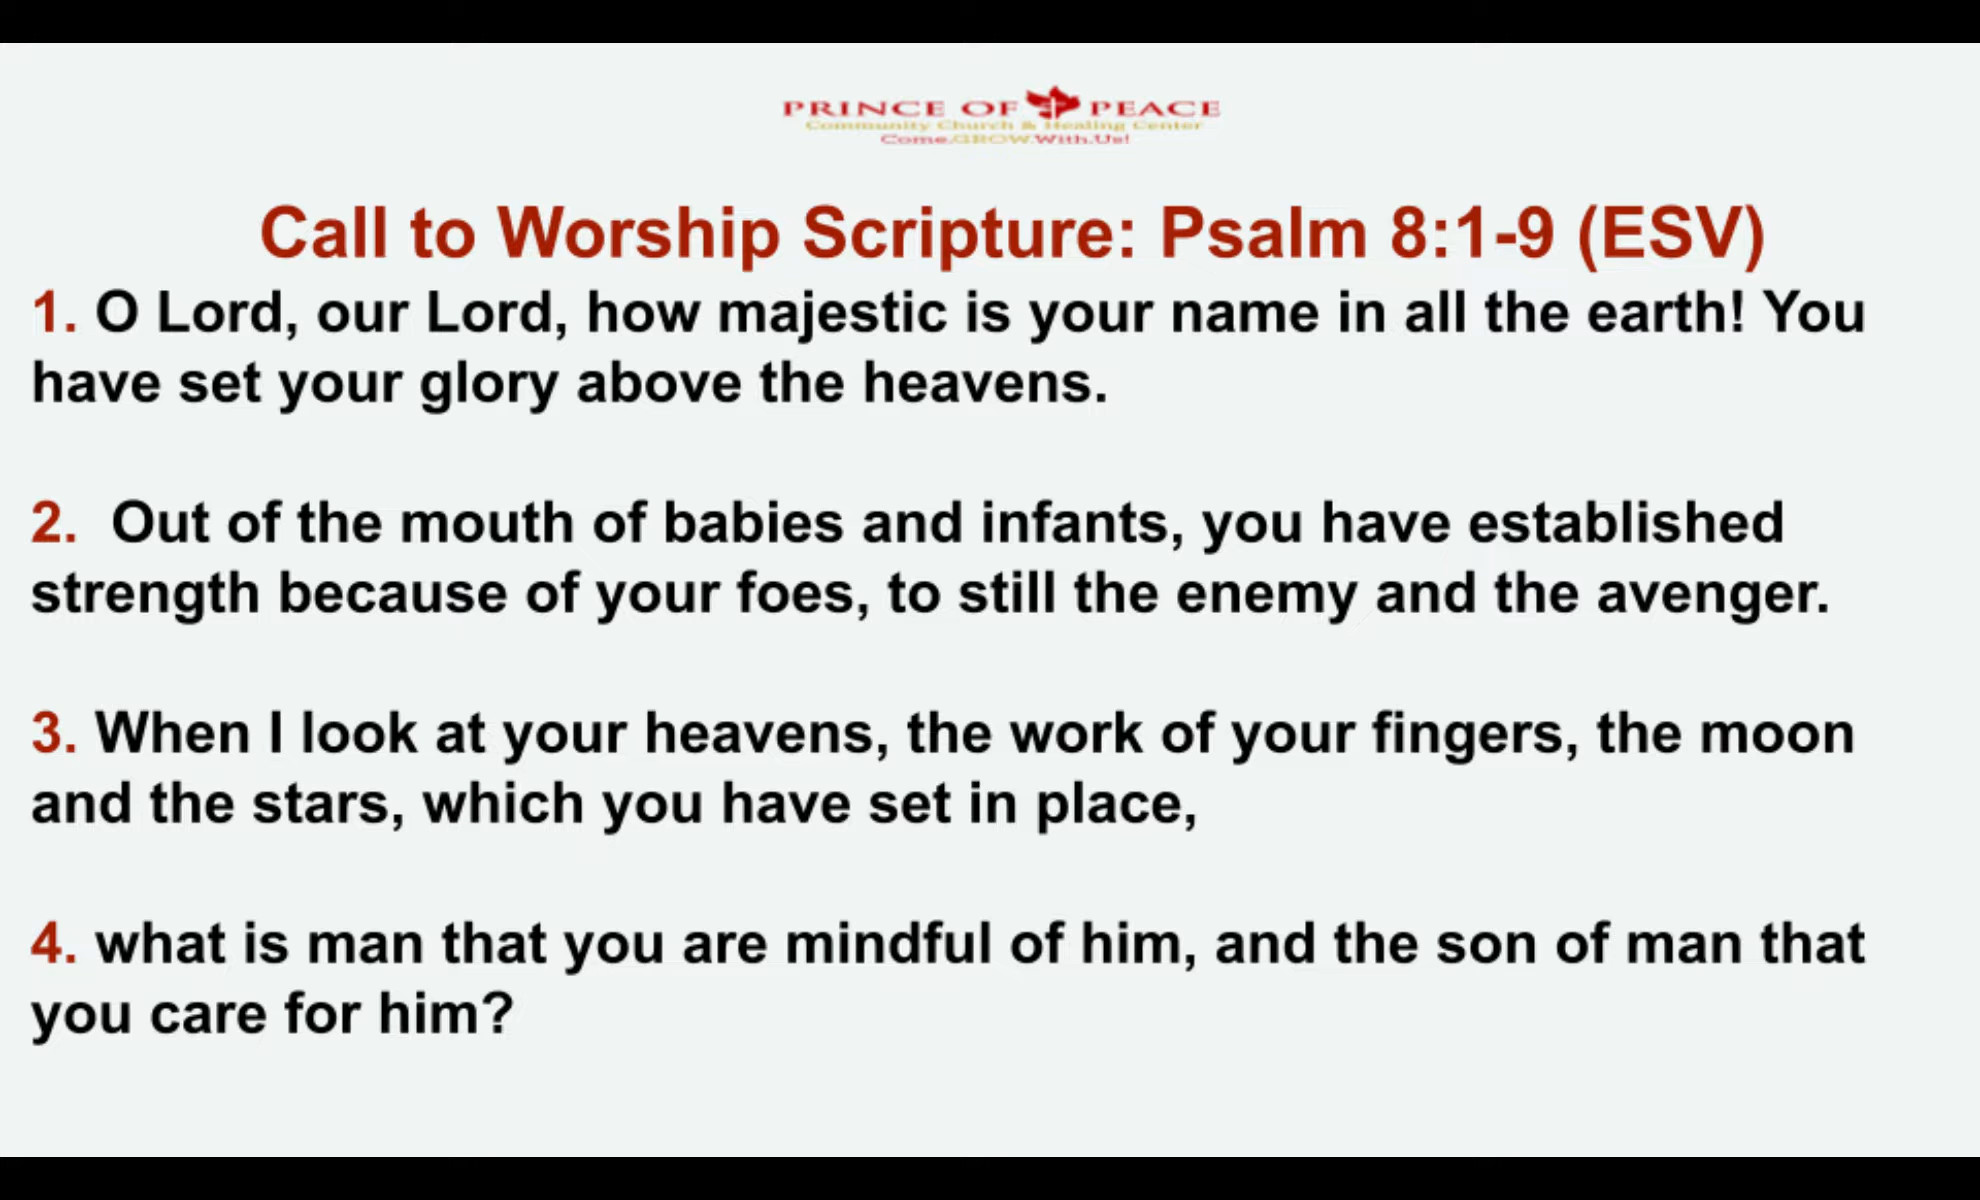 PRINCE OF PEACE
Community Church & Healing Center
Come.GROW.With.Us!
Call to Worship Scripture: Psalm 8:1-9 (ESV)
1. O Lord, our Lord, how majestic is your name in all the earth! You
have set your glory above the heavens.
2. Out of the mouth of babies and infants, you have established
strength because of your foes, to still the enemy and the avenger.
3. When I look at your heavens, the work of your fingers, the moon
and the stars, which you have set in place,
4. what is man that you are mindful of him, and the son of man that
you care for him?